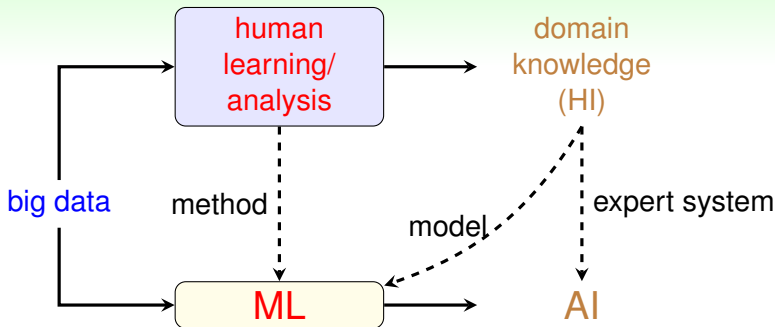 human
learning/
analysis
domain
knowledge
(HI)
big data
method
model
expert system
ML
AI